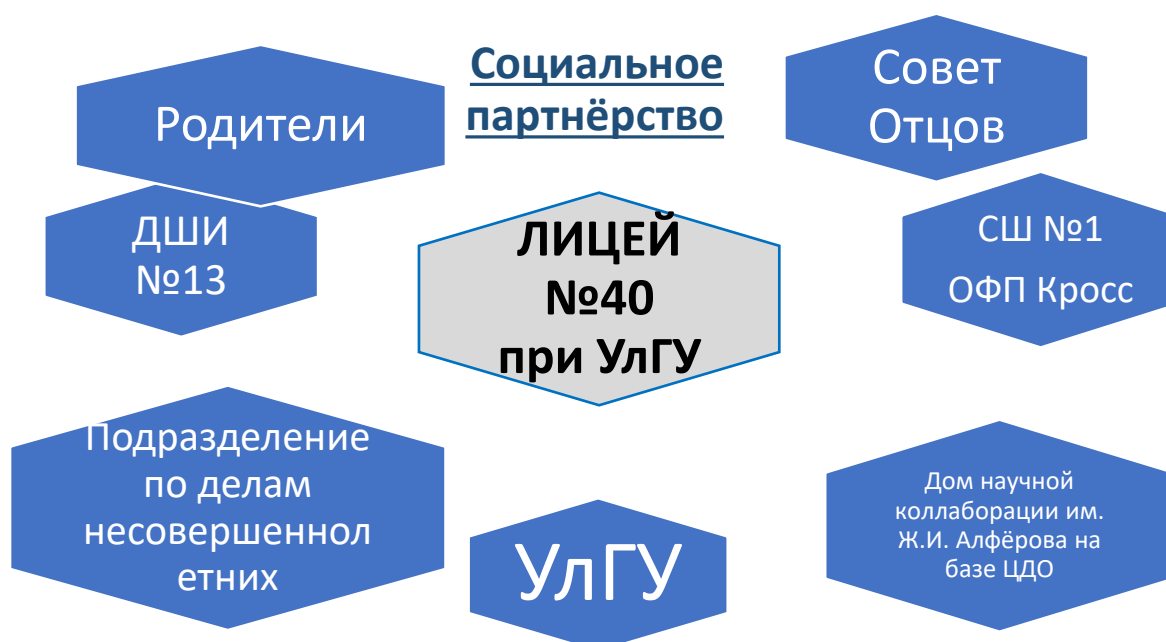 Социальное
партнёрство
Родители
Совет
Отцов
ДШИ
№13
ЛИЦЕЙ
№40
при УлГУ
СШ №1
ОФП Кросс
Подразделение
по делам
несовершеннол
етних
УлГУ
Дом научной
коллаборации им.
Ж.И. Алфёрова на
базе ЦДО